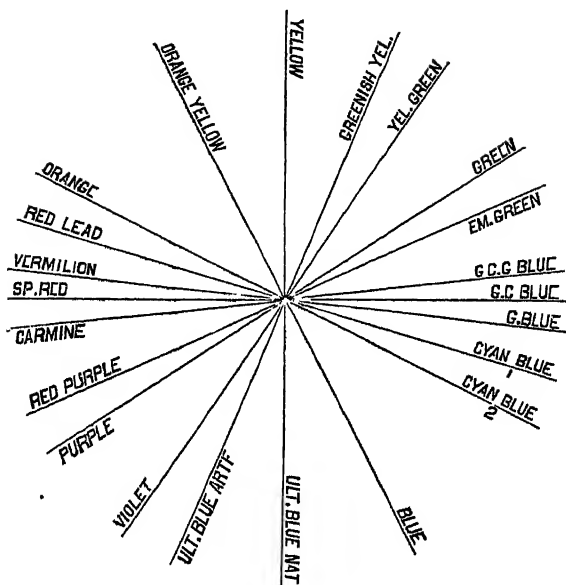 YELLOW
GREENISH YEL.
YEL. GREEN
GREEN
EM. GREEN
G C. G BLUE
G.C BLUE
G. BLUE
CYAN BLUE
1
CYAN BLUE
2
BLUE
ULT. BLUE NAT
ULT. BLUE ARTF
VIOLET
PURPLE
RED PURPLE
CARMINE
SP. RED
VERMILION
RED LEAD
ORANGE
ORANGE YELLOW